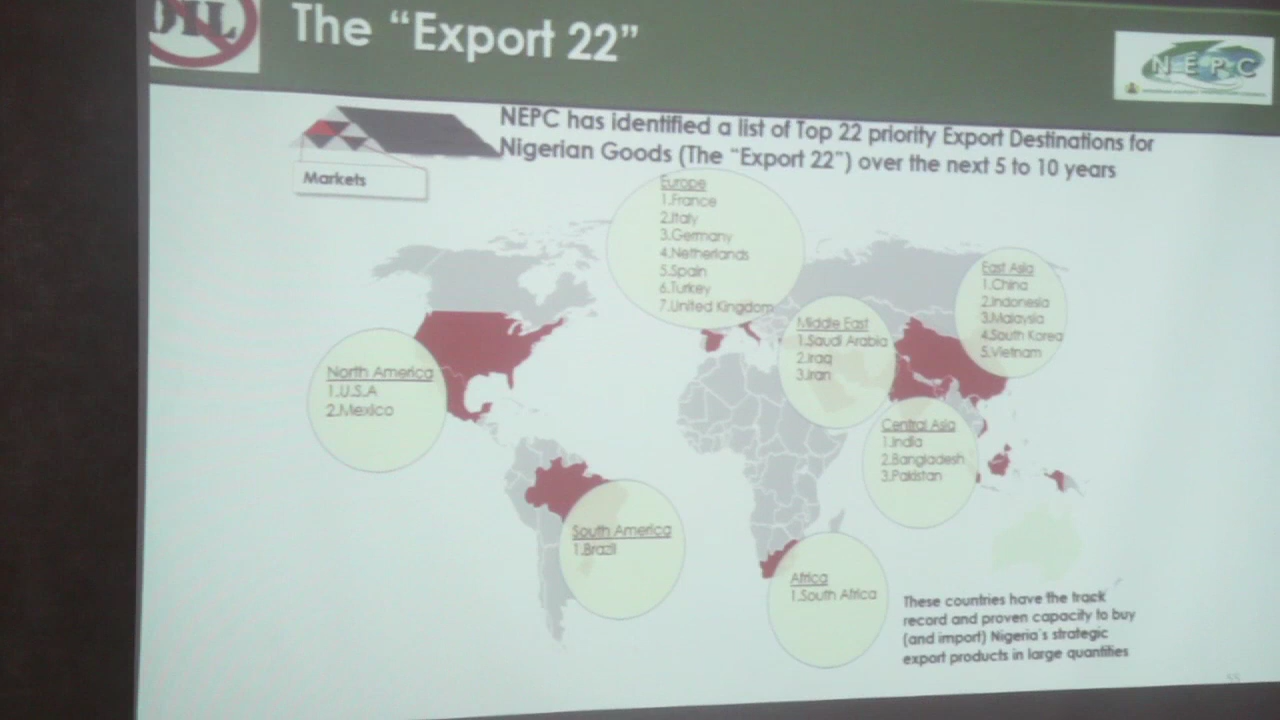 OIL
The “Export 22”
NEPC
NEPC has identified a list of Top 22 priority Export Destinations for
Nigerian Goods (The “Export 22”) over the next 5 to 10 years
Markets
Europe
1.France
2.Italy
3.Germany
4.Netherlands
5.Spain
6.Turkey
7.United Kingdom
East Asia
1.China
2.Indonesia
3.Malaysia
4.South Korea
5.Vietnam
Middle East
1.Saudi Arabia
2.Iraq
3.Iran
North America
1.U.S.A
2.Mexico
Central Asia
1.India
2.Bangladesh
3.Pakistan
South America
1.Brazil
Africa
1.South Africa
These countries have the track
record and proven capacity to buy
(and import) Nigeria's strategic
export products in large quantities